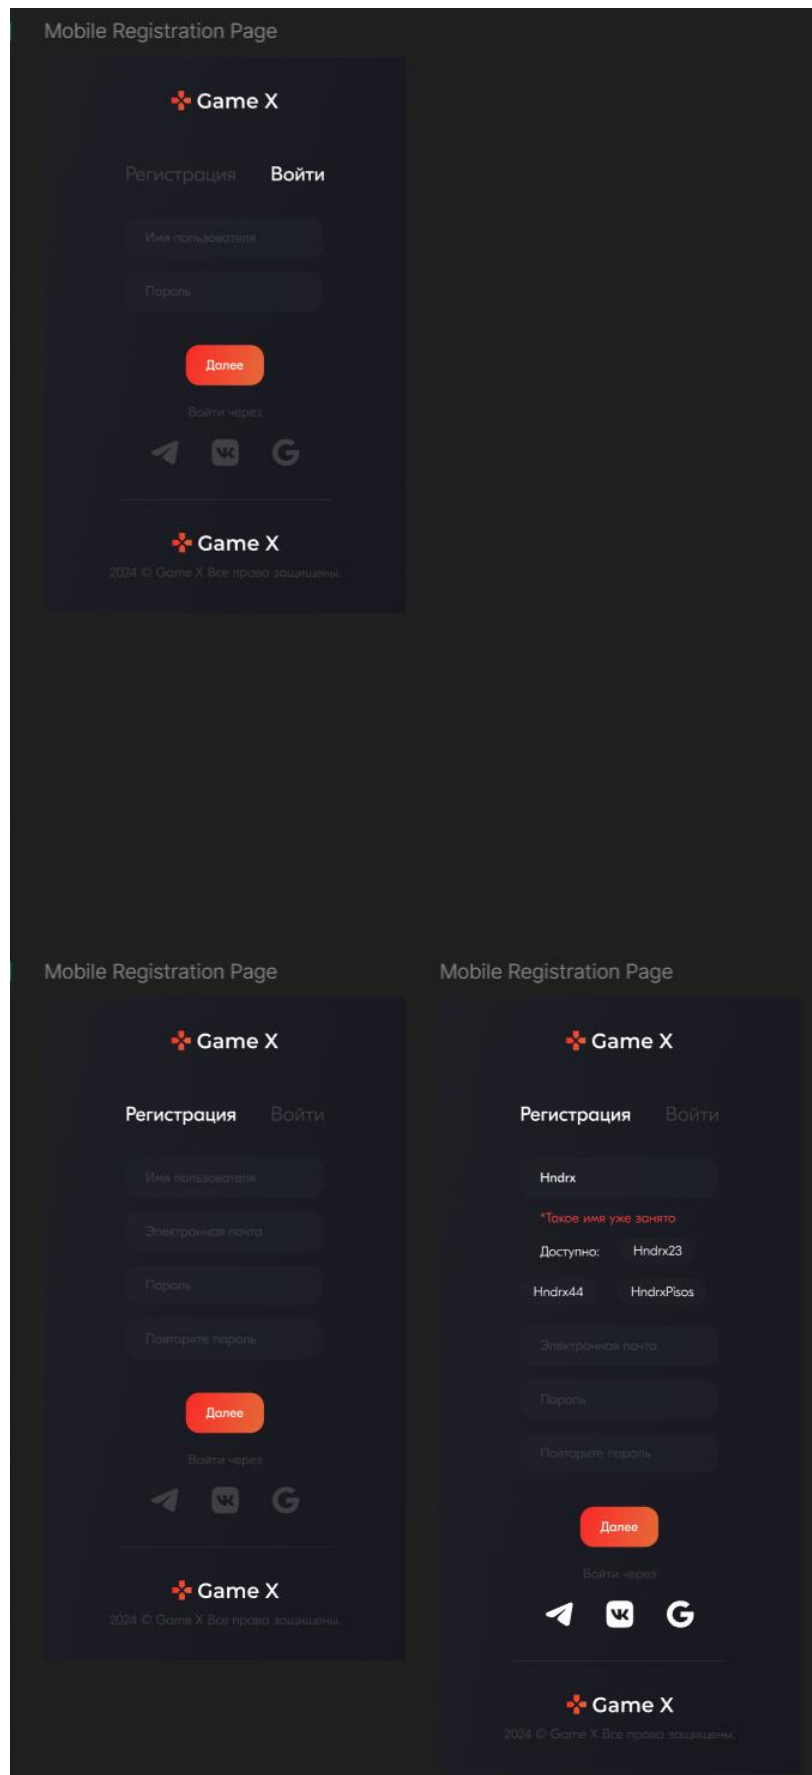 Mobile Registration Page
Game X
Регистрация Войти
Имя пользователя
Пароль
Далее
Войти через
Game X
2024 © Game X Все права защищены.
Mobile Registration Page
Game X
Регистрация Войти
Имя пользователя
Электронная почта
Пароль
Повторите пароль
Далее
Войти через
Game X
2024 © Game X Все права защищены.
Mobile Registration Page
Game X
Регистрация Войти
Hndrx
*Такое имя уже занято
Доступно: Hndrx23
Hndrx44 HndrxPisos
Электронная почта
Пароль
Повторите пароль
Далее
Войти через
Game X
2024 © Game X Все права защищены.